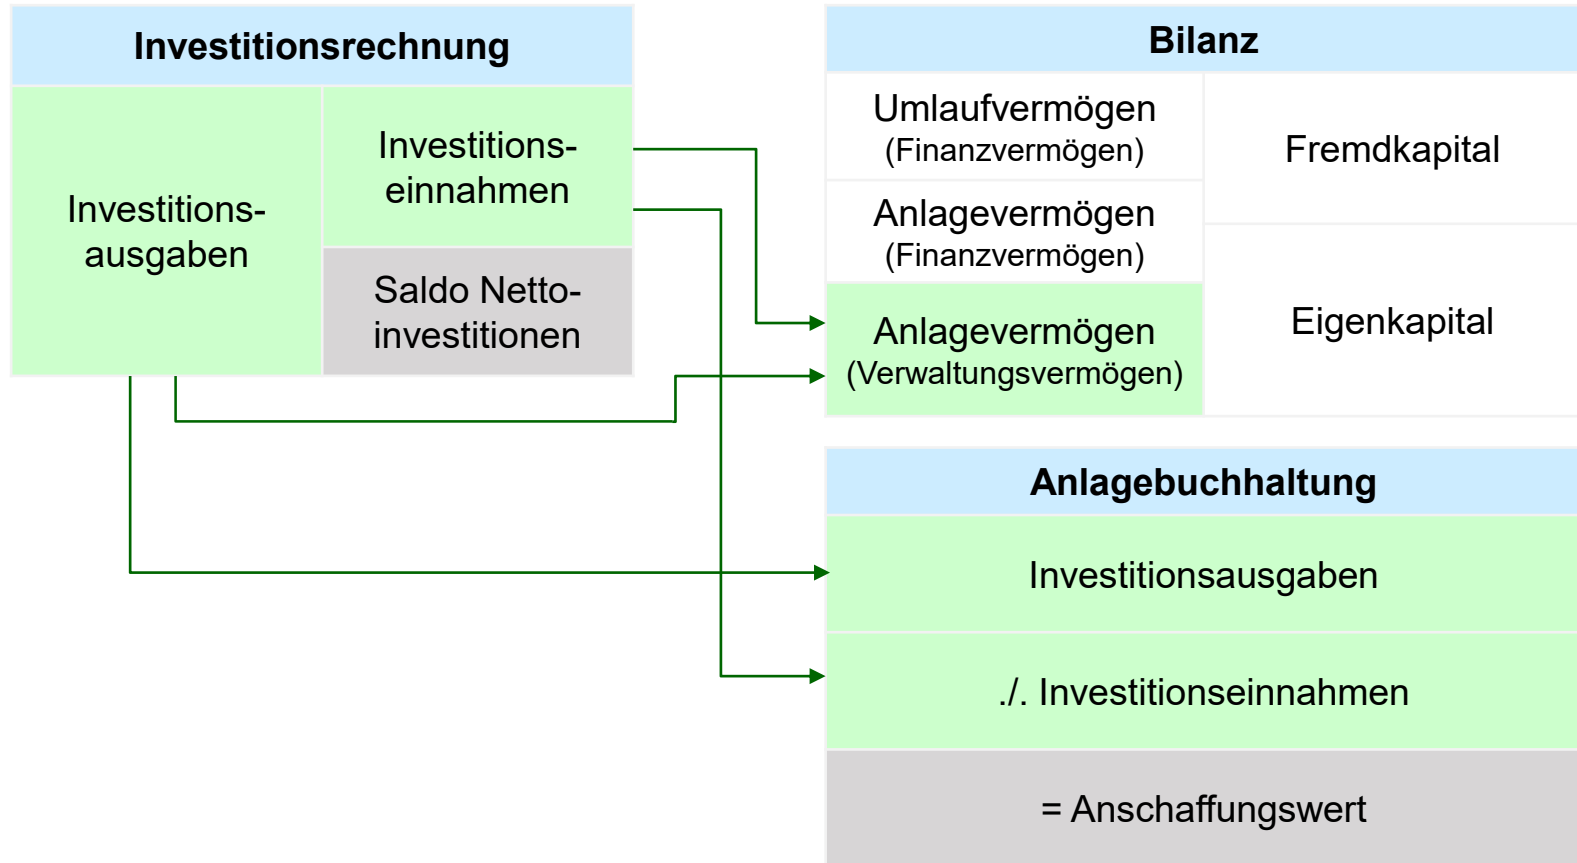 Investitionsrechnung
Investitions-
ausgaben
Investitions-
einnahmen
Saldo Netto-
investitionen
Bilanz
Umlaufvermögen
(Finanzvermögen)
Anlagevermögen
(Finanzvermögen)
Anlagevermögen
(Verwaltungsvermögen)
Fremdkapital
Eigenkapital
Anlagebuchhaltung
Investitionsausgaben
./. Investitionseinnahmen
= Anschaffungswert